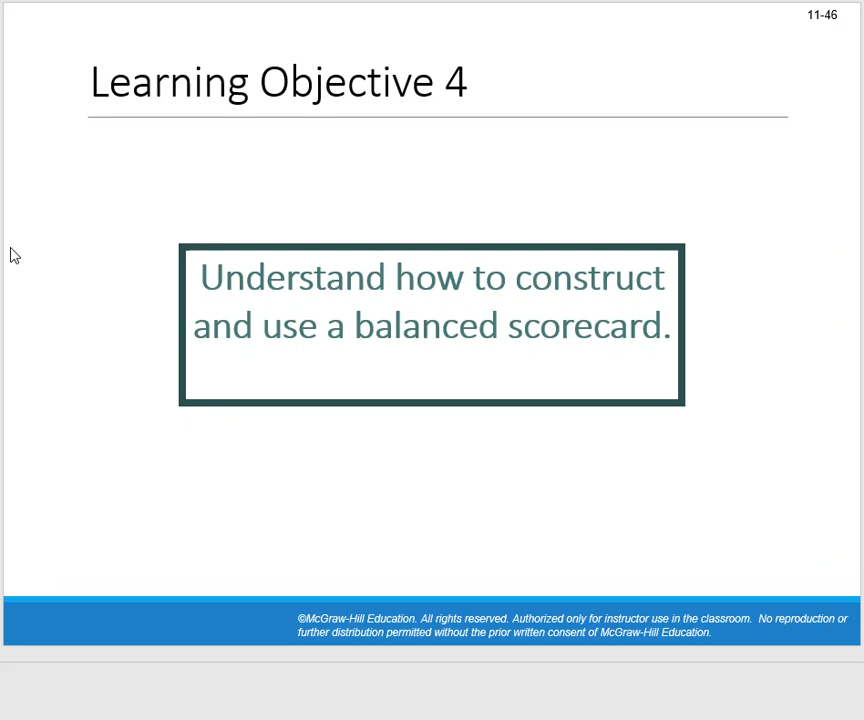 11-46
Learning Objective 4
Understand how to construct
and use a balanced scorecard.
©McGraw-Hill Education. All rights reserved. Authorized only for instructor use in the classroom. No reproduction or
further distribution permitted without the prior written consent of McGraw-Hill Education.